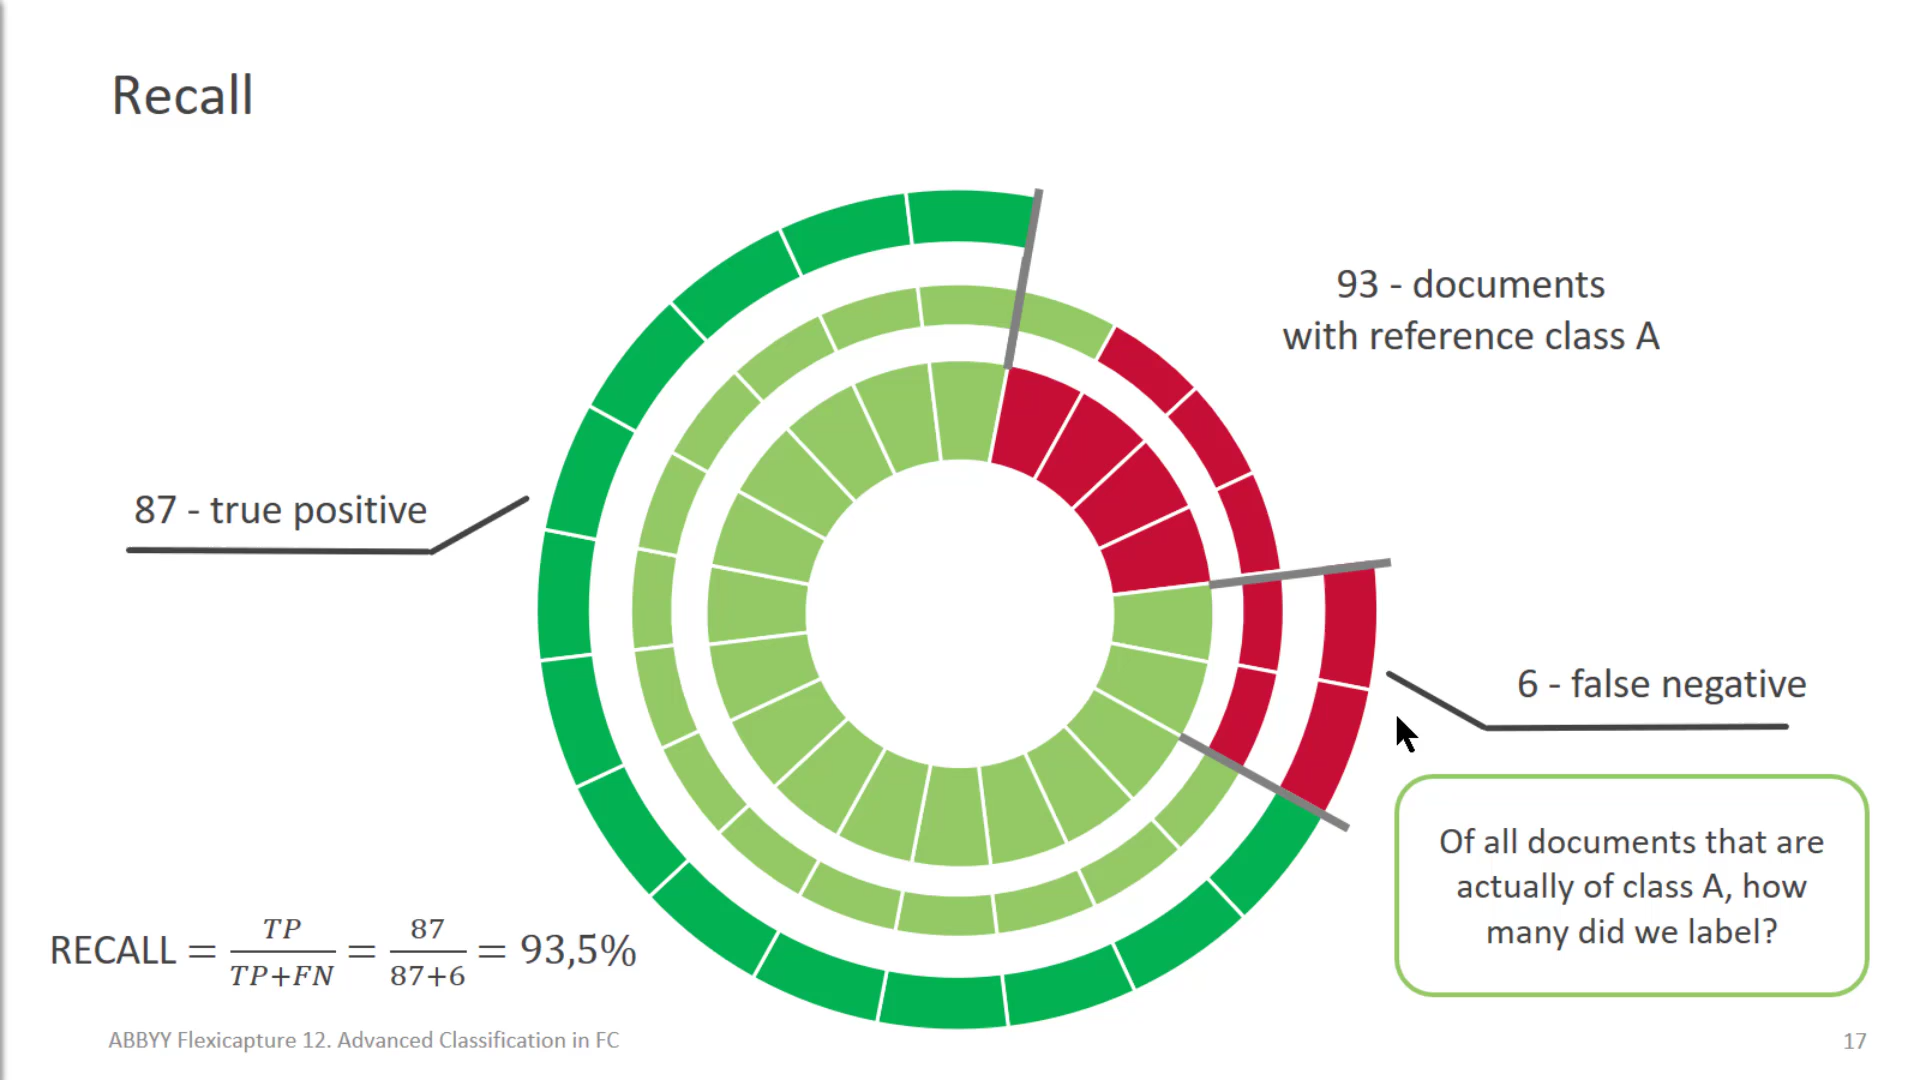 Recall
93 - documents
with reference class A
87 - true positive
6 - false negative
Of all documents that are
actually of class A, how
many did we label?
RECALL = TP/TP+FN = 87/87+6 = 93,5%
ABBYY Flexicapture 12. Advanced Classification in FC
17